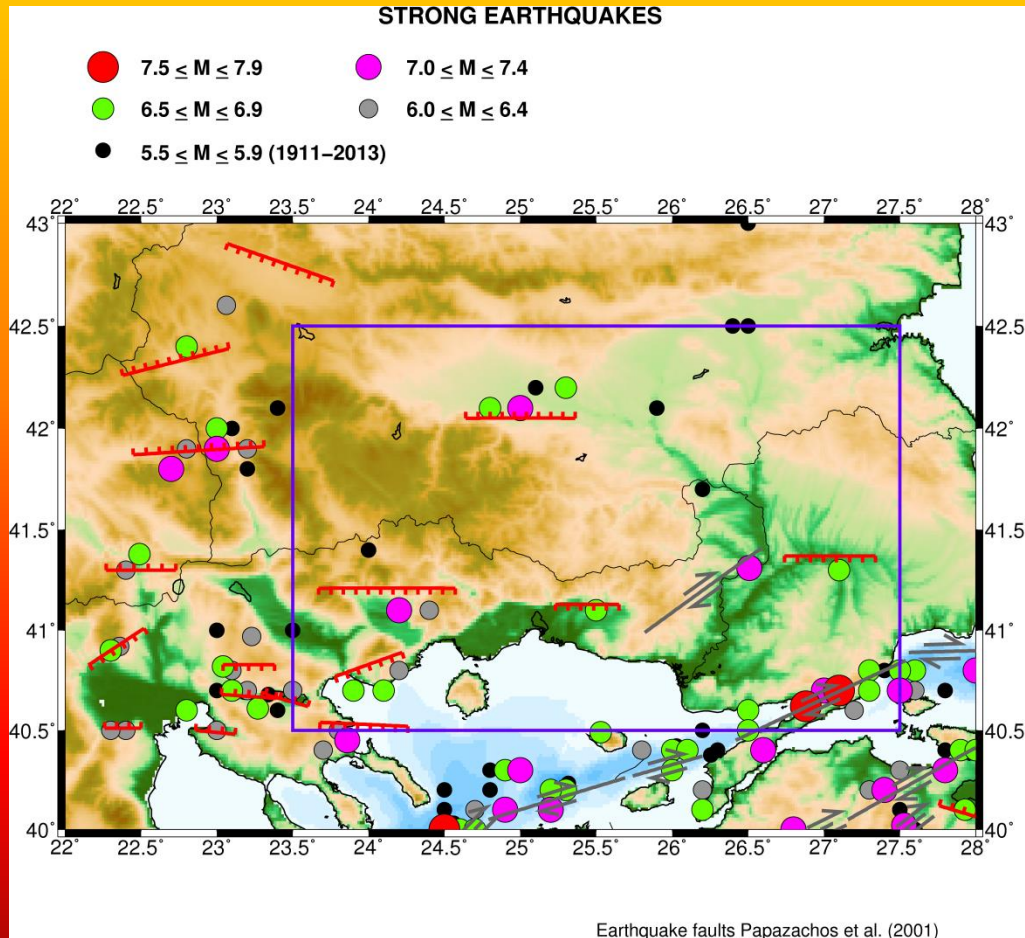 STRONG EARTHQUAKES
7.5 ≤ M ≤ 7.9 7.0 ≤ M ≤ 7.4
6.5 ≤ M ≤ 6.9 6.0 ≤ M ≤ 6.4
5.5 ≤ M ≤ 5.9 (1911−2013)
22˚ 22.5˚ 23˚ 23.5˚ 24˚ 24.5˚ 25˚ 25.5˚ 26˚ 26.5˚ 27˚ 27.5˚ 28˚
43˚ 43˚
42.5˚ 42.5˚
42˚ 42˚
41.5˚ 41.5˚
41˚ 41˚
40.5˚ 40.5˚
40˚ 40˚
22˚ 22.5˚ 23˚ 23.5˚ 24˚ 24.5˚ 25˚ 25.5˚ 26˚ 26.5˚ 27˚ 27.5˚ 28˚
Earthquake faults Papazachos et al. (2001)